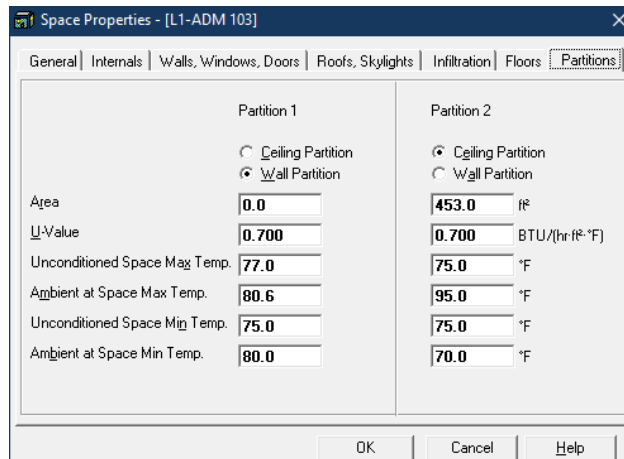 Space Properties - [L1-ADM 103]
General Internals Walls, Windows, Doors Roofs, Skylights Infiltration Floors Partitions
Partition 1 Partition 2
Ceiling Partition Ceiling Partition
Wall Partition Wall Partition
Area 0.0 453.0 ft²
U-Value 0.700 0.700 BTU/(hr·ft²·°F)
Unconditioned Space Max Temp. 77.0 75.0 °F
Ambient at Space Max Temp. 80.6 95.0 °F
Unconditioned Space Min Temp. 75.0 75.0 °F
Ambient at Space Min Temp. 80.0 70.0 °F
OK Cancel Help